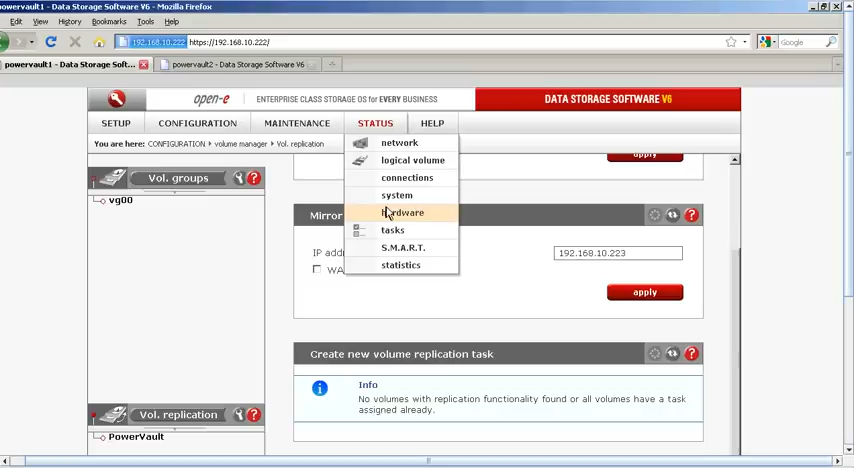 powervault1 - Data Storage Software V6 - Mozilla Firefox
Edit View History Bookmarks Tools Help
192.168.10.222 https://192.168.10.222/ Google
powervault1 - Data Storage Soft... powervault2 - Data Storage Software V6
open-e ENTERPRISE CLASS STORAGE OS for EVERY BUSINESS DATA STORAGE SOFTWARE V6
SETUP CONFIGURATION MAINTENANCE STATUS HELP
You are here: CONFIGURATION volume manager Vol. replication
network
logical volume
connections
system
hardware
tasks
S.M.A.R.T.
statistics
Vol. groups
vg00
apply
Mirror
IP addr
192.168.10.223
WA
apply
Create new volume replication task
Info
No volumes with replication functionality found or all volumes have a task
assigned already.
Vol. replication
PowerVault